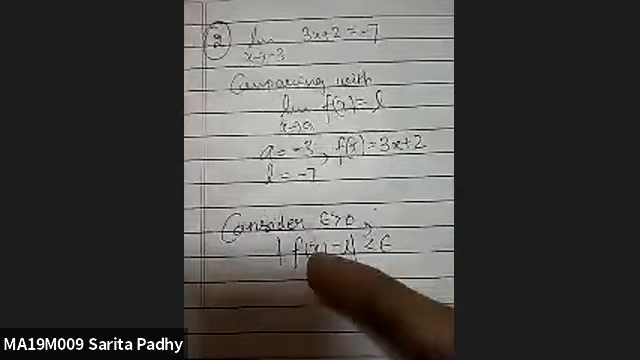 2 lim 3x+2 = -7
x→-3
Comparing with
lim f(x) = l
x→a
a = -3, f(x) = 3x+2
l = -7
Consider ϵ>0,
| f(x) - l | < ϵ
MA19M009 Sarita Padhy